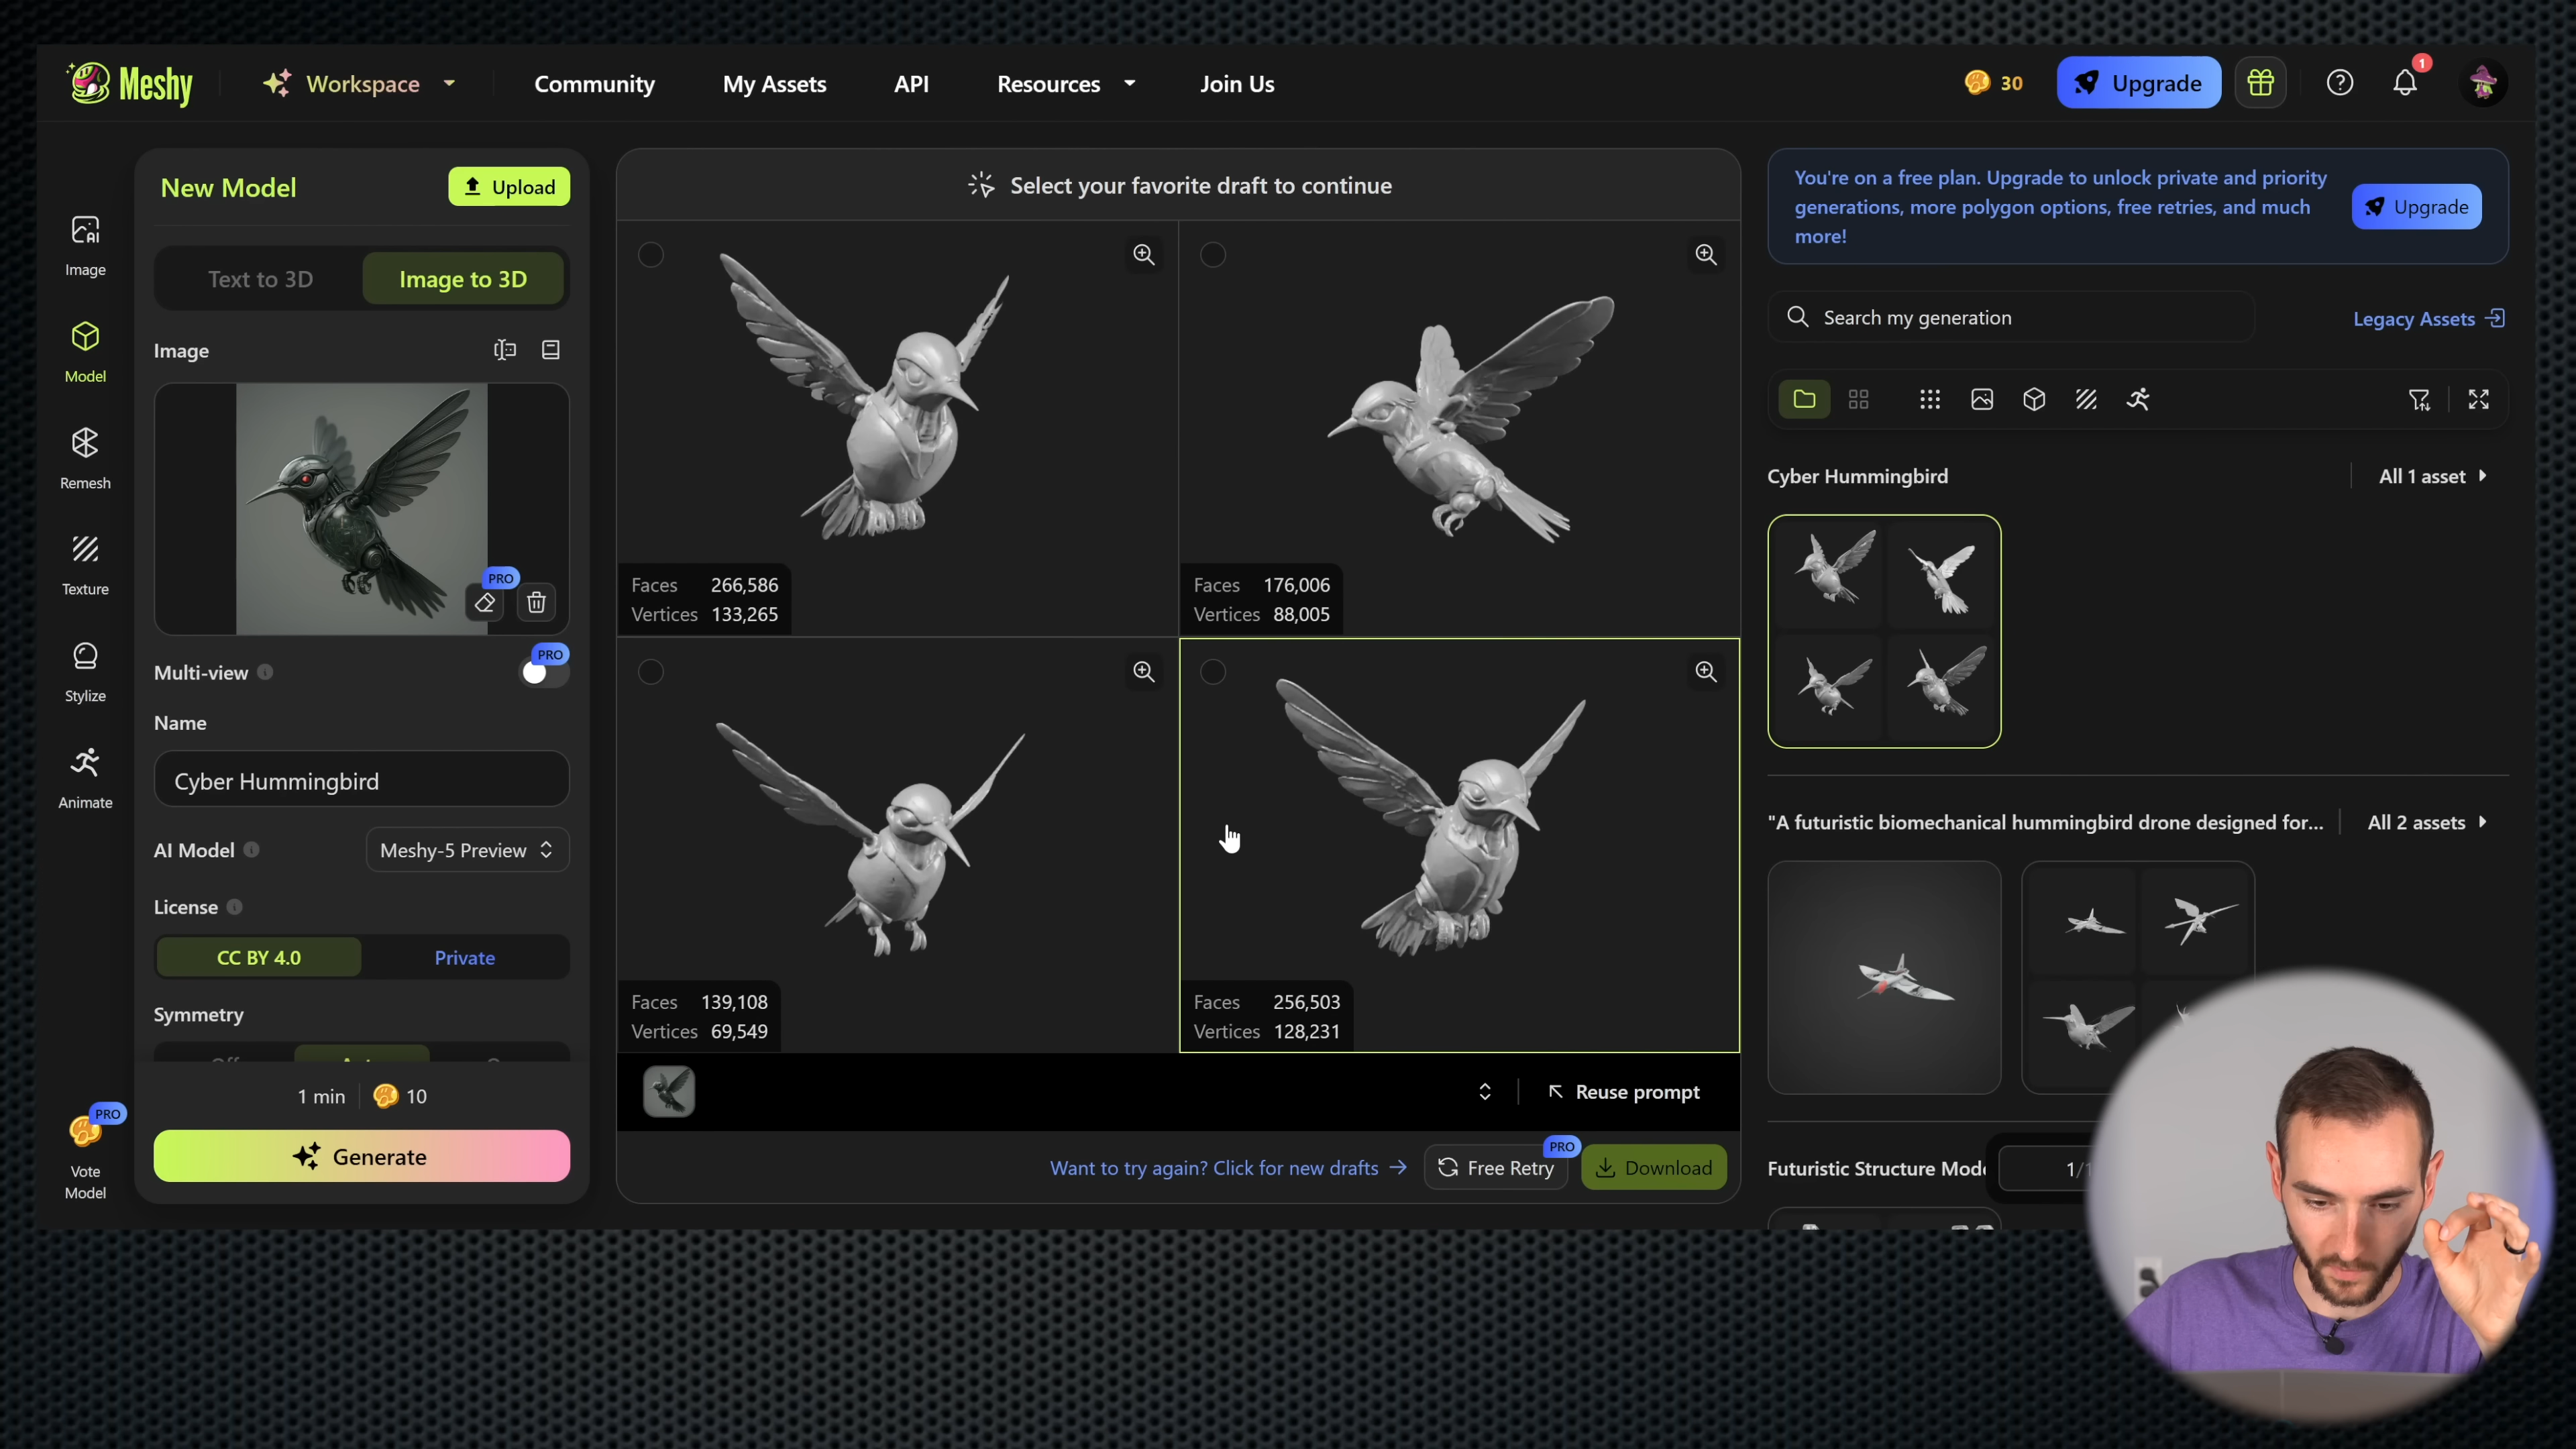 Meshy
Workspace
Community
My Assets
API
Resources
Join Us
30
Upgrade
1
Image
Model
Remesh
Texture
Stylize
Animate
PRO
Vote
Model
New Model
Upload
Text to 3D
Image to 3D
Image
PRO
Multi-view
PRO
Name
Cyber Hummingbird
AI Model
Meshy-5 Preview
License
CC BY 4.0
Private
Symmetry
1 min
10
Generate
Select your favorite draft to continue
Faces 266,586
Vertices 133,265
Faces 176,006
Vertices 88,005
Faces 139,108
Vertices 69,549
Faces 256,503
Vertices 128,231
Reuse prompt
Want to try again? Click for new drafts
Free Retry
PRO
Download
You're on a free plan. Upgrade to unlock private and priority
generations, more polygon options, free retries, and much
more!
Upgrade
Search my generation
Legacy Assets
Cyber Hummingbird
All 1 asset
"A futuristic biomechanical hummingbird drone designed for...
All 2 assets
Futuristic Structure
1/